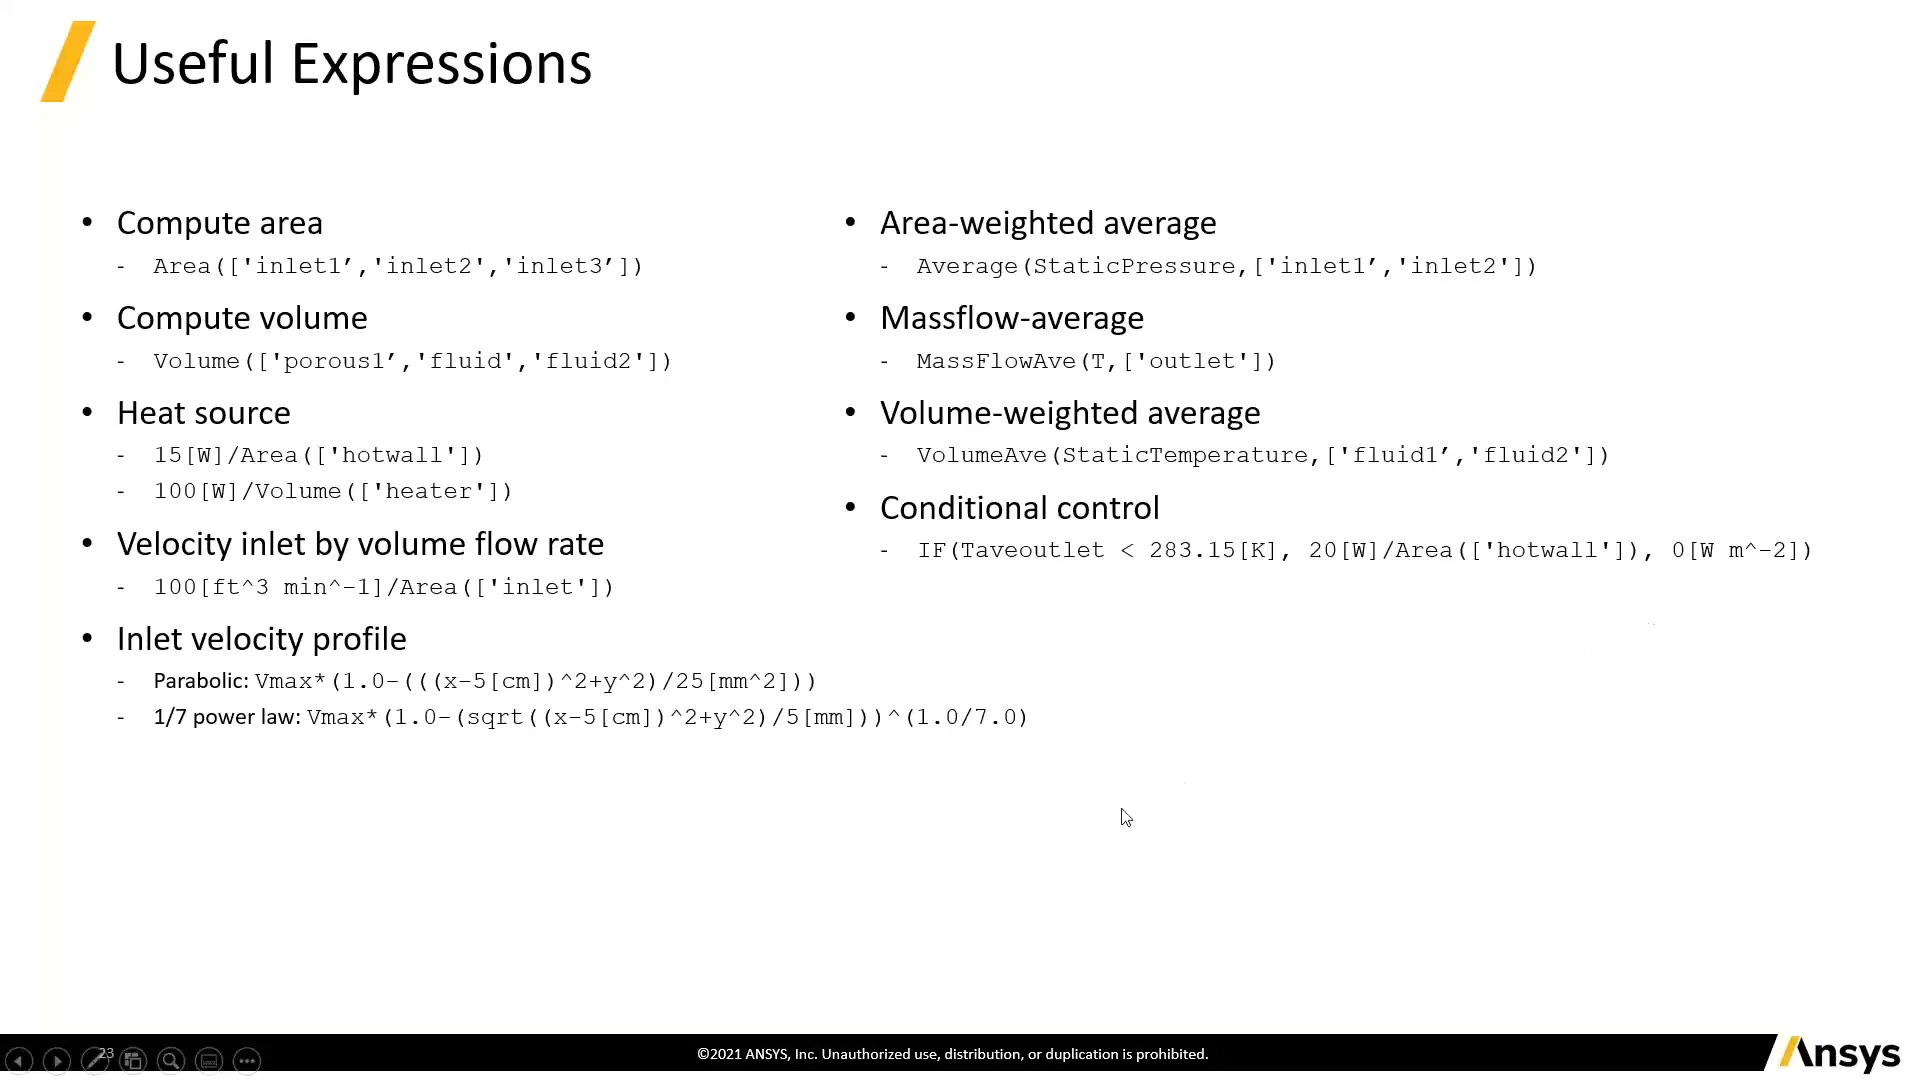 Useful Expressions
• Compute area
- Area(['inlet1’,'inlet2','inlet3’])
• Compute volume
- Volume(['porous1’,'fluid','fluid2'])
• Heat source
- 15[W]/Area(['hotwall'])
- 100[W]/Volume(['heater'])
• Velocity inlet by volume flow rate
- 100[ft^3 min^-1]/Area(['inlet'])
• Inlet velocity profile
- Parabolic: Vmax*(1.0-(((x-5[cm])^2+y^2)/25[mm^2]))
- 1/7 power law: Vmax*(1.0-(sqrt((x-5[cm])^2+y^2)/5[mm]))^(1.0/7.0)
• Area-weighted average
- Average(StaticPressure,['inlet1’,'inlet2'])
• Massflow-average
- MassFlowAve(T,['outlet'])
• Volume-weighted average
- VolumeAve(StaticTemperature,['fluid1’,'fluid2'])
• Conditional control
- IF(Taveoutlet < 283.15[K], 20[W]/Area(['hotwall']), 0[W m^-2])
23
©2021 ANSYS, Inc. Unauthorized use, distribution, or duplication is prohibited.
Ansys